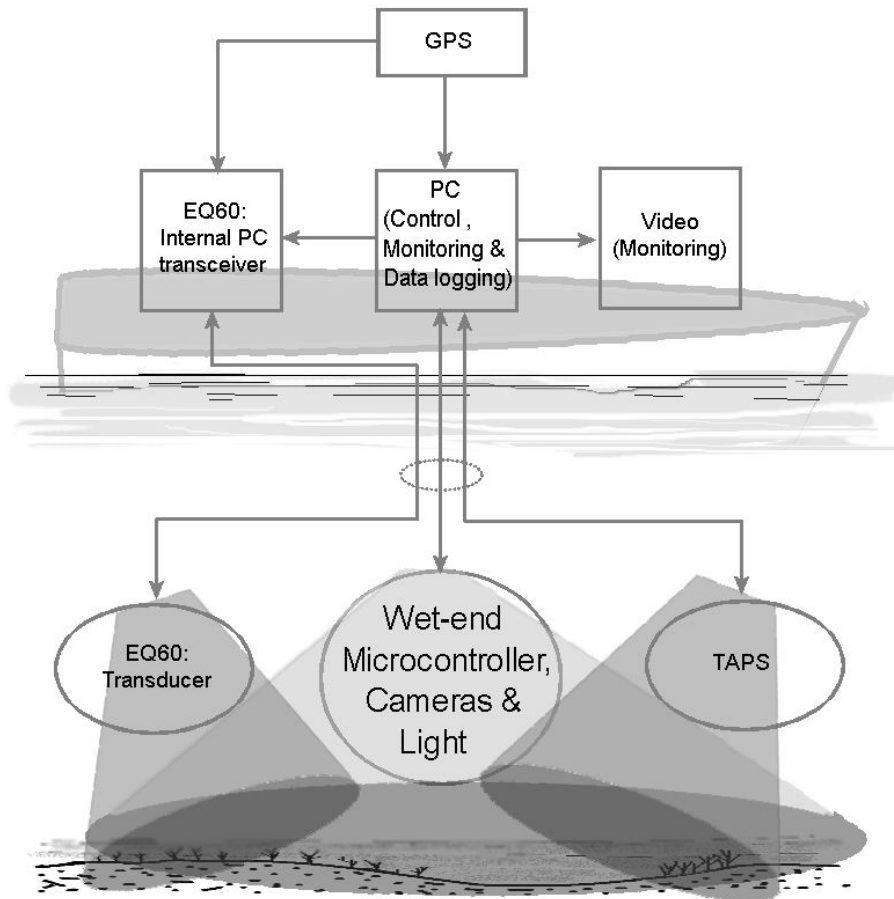 GPS
EQ60:
Internal PC
transceiver
PC
(Control ,
Monitoring &
Data logging)
Video
(Monitoring)
EQ60:
Transducer
Wet-end
Microcontroller,
Cameras &
Light
TAPS